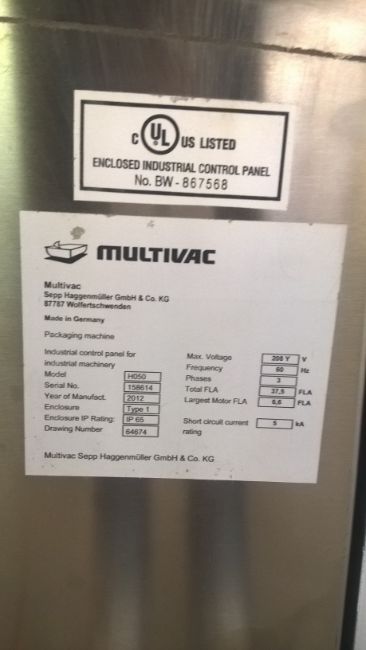 C UL US LISTED
ENCLOSED INDUSTRIAL CONTROL PANEL
No. BW - 867568
MULTIVAC
Multivac
Sepp Haggenmüller GmbH & Co. KG
87787 Wolfertschwenden
Made in Germany
Packaging machine
Industrial control panel for
industrial machinery
Model H050
Serial No. 158614
Year of Manufact. 2012
Enclosure Type 1
Enclosure IP Rating: IP 65
Drawing Number 64674
Max. Voltage 208 Y V
Frequency 60 Hz
Phases 3
Total FLA 37,5 FLA
Largest Motor FLA 6,6 FLA
Short circuit current 5 kA
rating
Multivac Sepp Haggenmüller GmbH & Co. KG